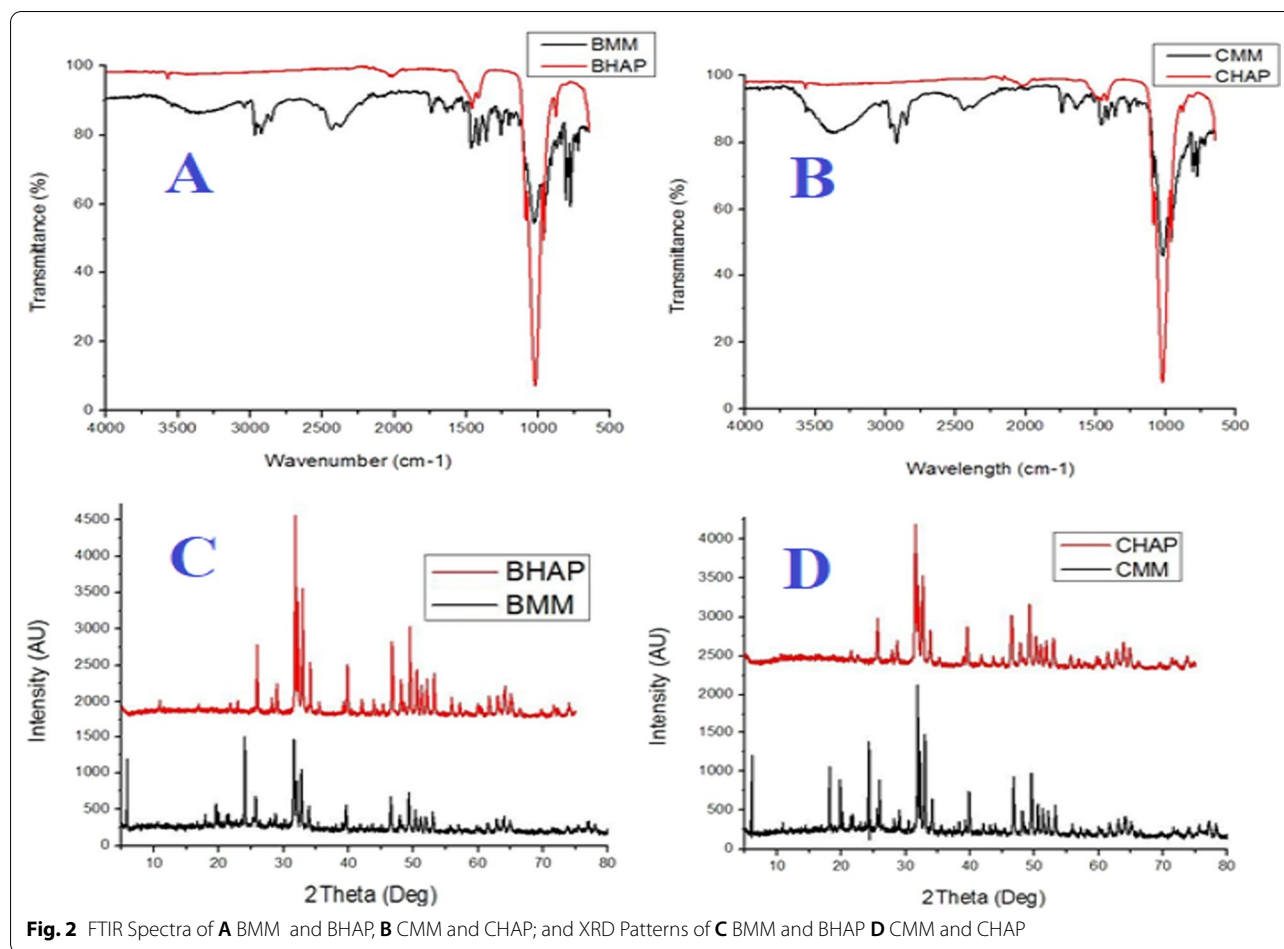 BMM
BHAP
100
80
60
40
20
0
A
4000 3500 3000 2500 2000 1500 1000 500
Transmittance (%)
Wavenumber (cm-1)
CMM
CHAP
100
80
60
40
20
0
B
4000 3500 3000 2500 2000 1500 1000 500
Transmittance (%)
Wavelength (cm-1)
4500
4000
3500
3000
2500
2000
1500
1000
500
0
C
BHAP
BMM
10 20 30 40 50 60 70 80
Intensity (AU)
2Theta (Deg)
4000
3500
3000
2500
2000
1500
1000
500
0
D
CHAP
CMM
10 20 30 40 50 60 70 80
Intensity (AU)
2Theta (Deg)
Fig. 2 FTIR Spectra of A BMM and BHAP, B CMM and CHAP; and XRD Patterns of C BMM and BHAP D CMM and CHAP